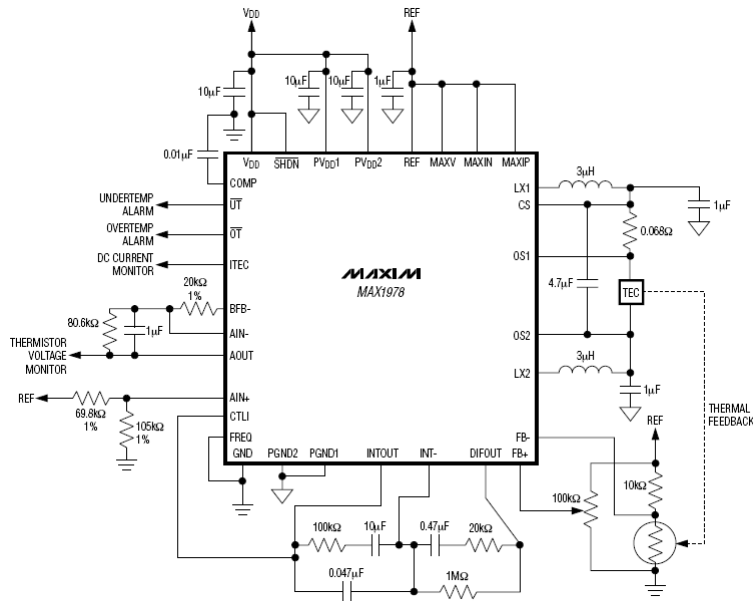 VDD
REF
10μF
10μF
10μF
1μF
0.01μF
VDD
SHDN
PVDD1
PVDD2
REF
MAXV
MAXIN
MAXIP
COMP
UT
OT
ITEC
BFB-
AIN-
AOUT
AIN+
CTLI
FREQ
GND
PGND2
PGND1
INTOUT
INT-
DIFOUT
FB+
FB-
LX2
OS2
OS1
CS
LX1
MAXIM
MAX1978
UNDERTEMP
ALARM
OVERTEMP
ALARM
DC CURRENT
MONITOR
20kΩ
1%
80.6kΩ
1μF
THERMISTOR
VOLTAGE
MONITOR
REF
69.8kΩ
1%
105kΩ
1%
3μH
1μF
0.068Ω
4.7μF
TEC
3μH
1μF
THERMAL
FEEDBACK
REF
100kΩ
10kΩ
100kΩ
10μF
0.47μF
20kΩ
0.047μF
1MΩ